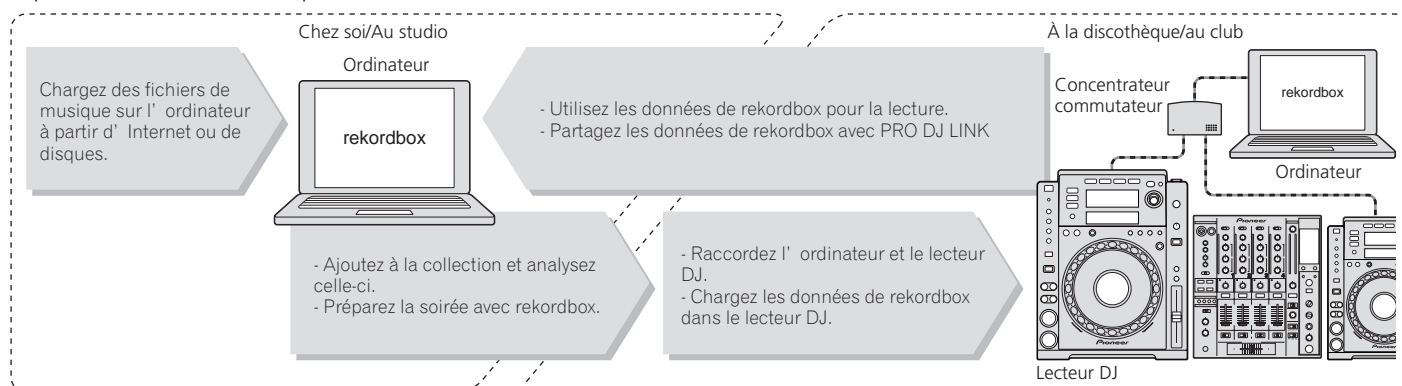 Chez soi/Au studio
Ordinateur
Chargez des fichiers de
musique sur l' ordinateur
à partir d' Internet ou de
disques.
rekordbox
- Utilisez les données de rekordbox pour la lecture.
- Partagez les données de rekordbox avec PRO DJ LINK
- Ajoutez à la collection et analysez
celle-ci.
- Préparez la soirée avec rekordbox.
- Raccordez l' ordinateur et le lecteur
DJ.
- Chargez les données de rekordbox
dans le lecteur DJ.
À la discothèque/au club
Concentrateur
commutateur
rekordbox
Ordinateur
Pioneer
Pioneer
Pioneer
Lecteur DJ